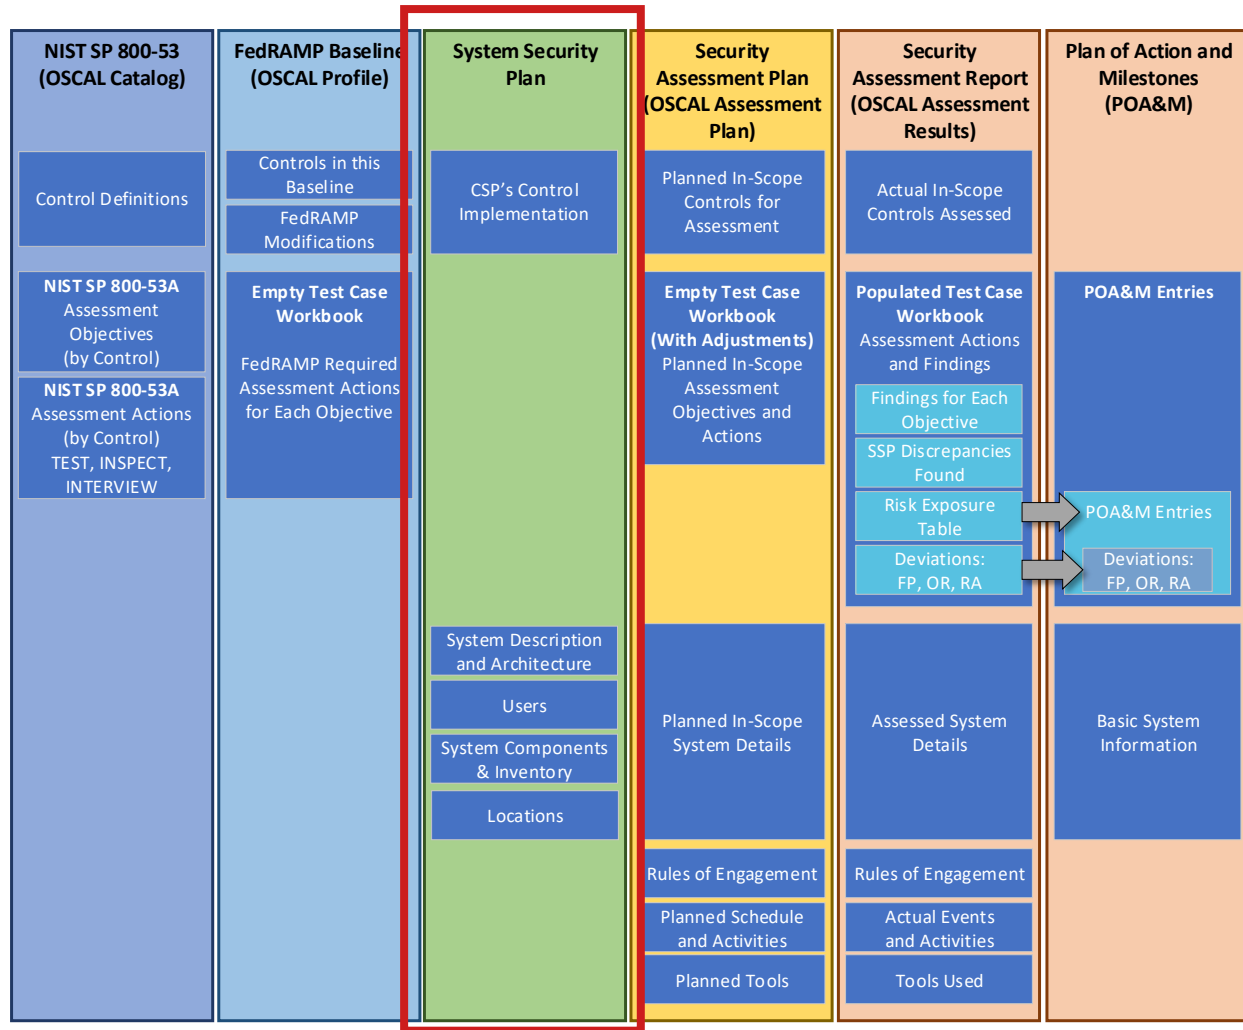 NIST SP 800-53
(OSCAL Catalog)
Control Definitions
NIST SP 800-53A
Assessment
Objectives
(by Control)
NIST SP 800-53A
Assessment Actions
(by Control)
TEST, INSPECT,
INTERVIEW
FedRAMP Baseline
(OSCAL Profile)
Controls in this
Baseline
FedRAMP
Modifications
Empty Test Case
Workbook
FedRAMP Required
Assessment Actions
for Each Objective
System Security
Plan
CSP's Control
Implementation
System Description
and Architecture
Users
System Components
& Inventory
Locations
Security
Assessment Plan
(OSCAL Assessment
Plan)
Planned In-Scope
Controls for
Assessment
Empty Test Case
Workbook
(With Adjustments)
Planned In-Scope
Assessment
Objectives and
Actions
Planned In-Scope
System Details
Rules of Engagement
Planned Schedule
and Activities
Planned Tools
Security
Assessment Report
(OSCAL Assessment
Results)
Actual In-Scope
Controls Assessed
Populated Test Case
Workbook
Assessment Actions
and Findings
Findings for Each
Objective
SSP Discrepancies
Found
Risk Exposure
Table
Deviations:
FP, OR, RA
Assessed System
Details
Rules of Engagement
Actual Events
and Activities
Tools Used
Plan of Action and
Milestones
(POA&M)
POA&M Entries
POA&M Entries
Deviations:
FP, OR, RA
Basic System
Information